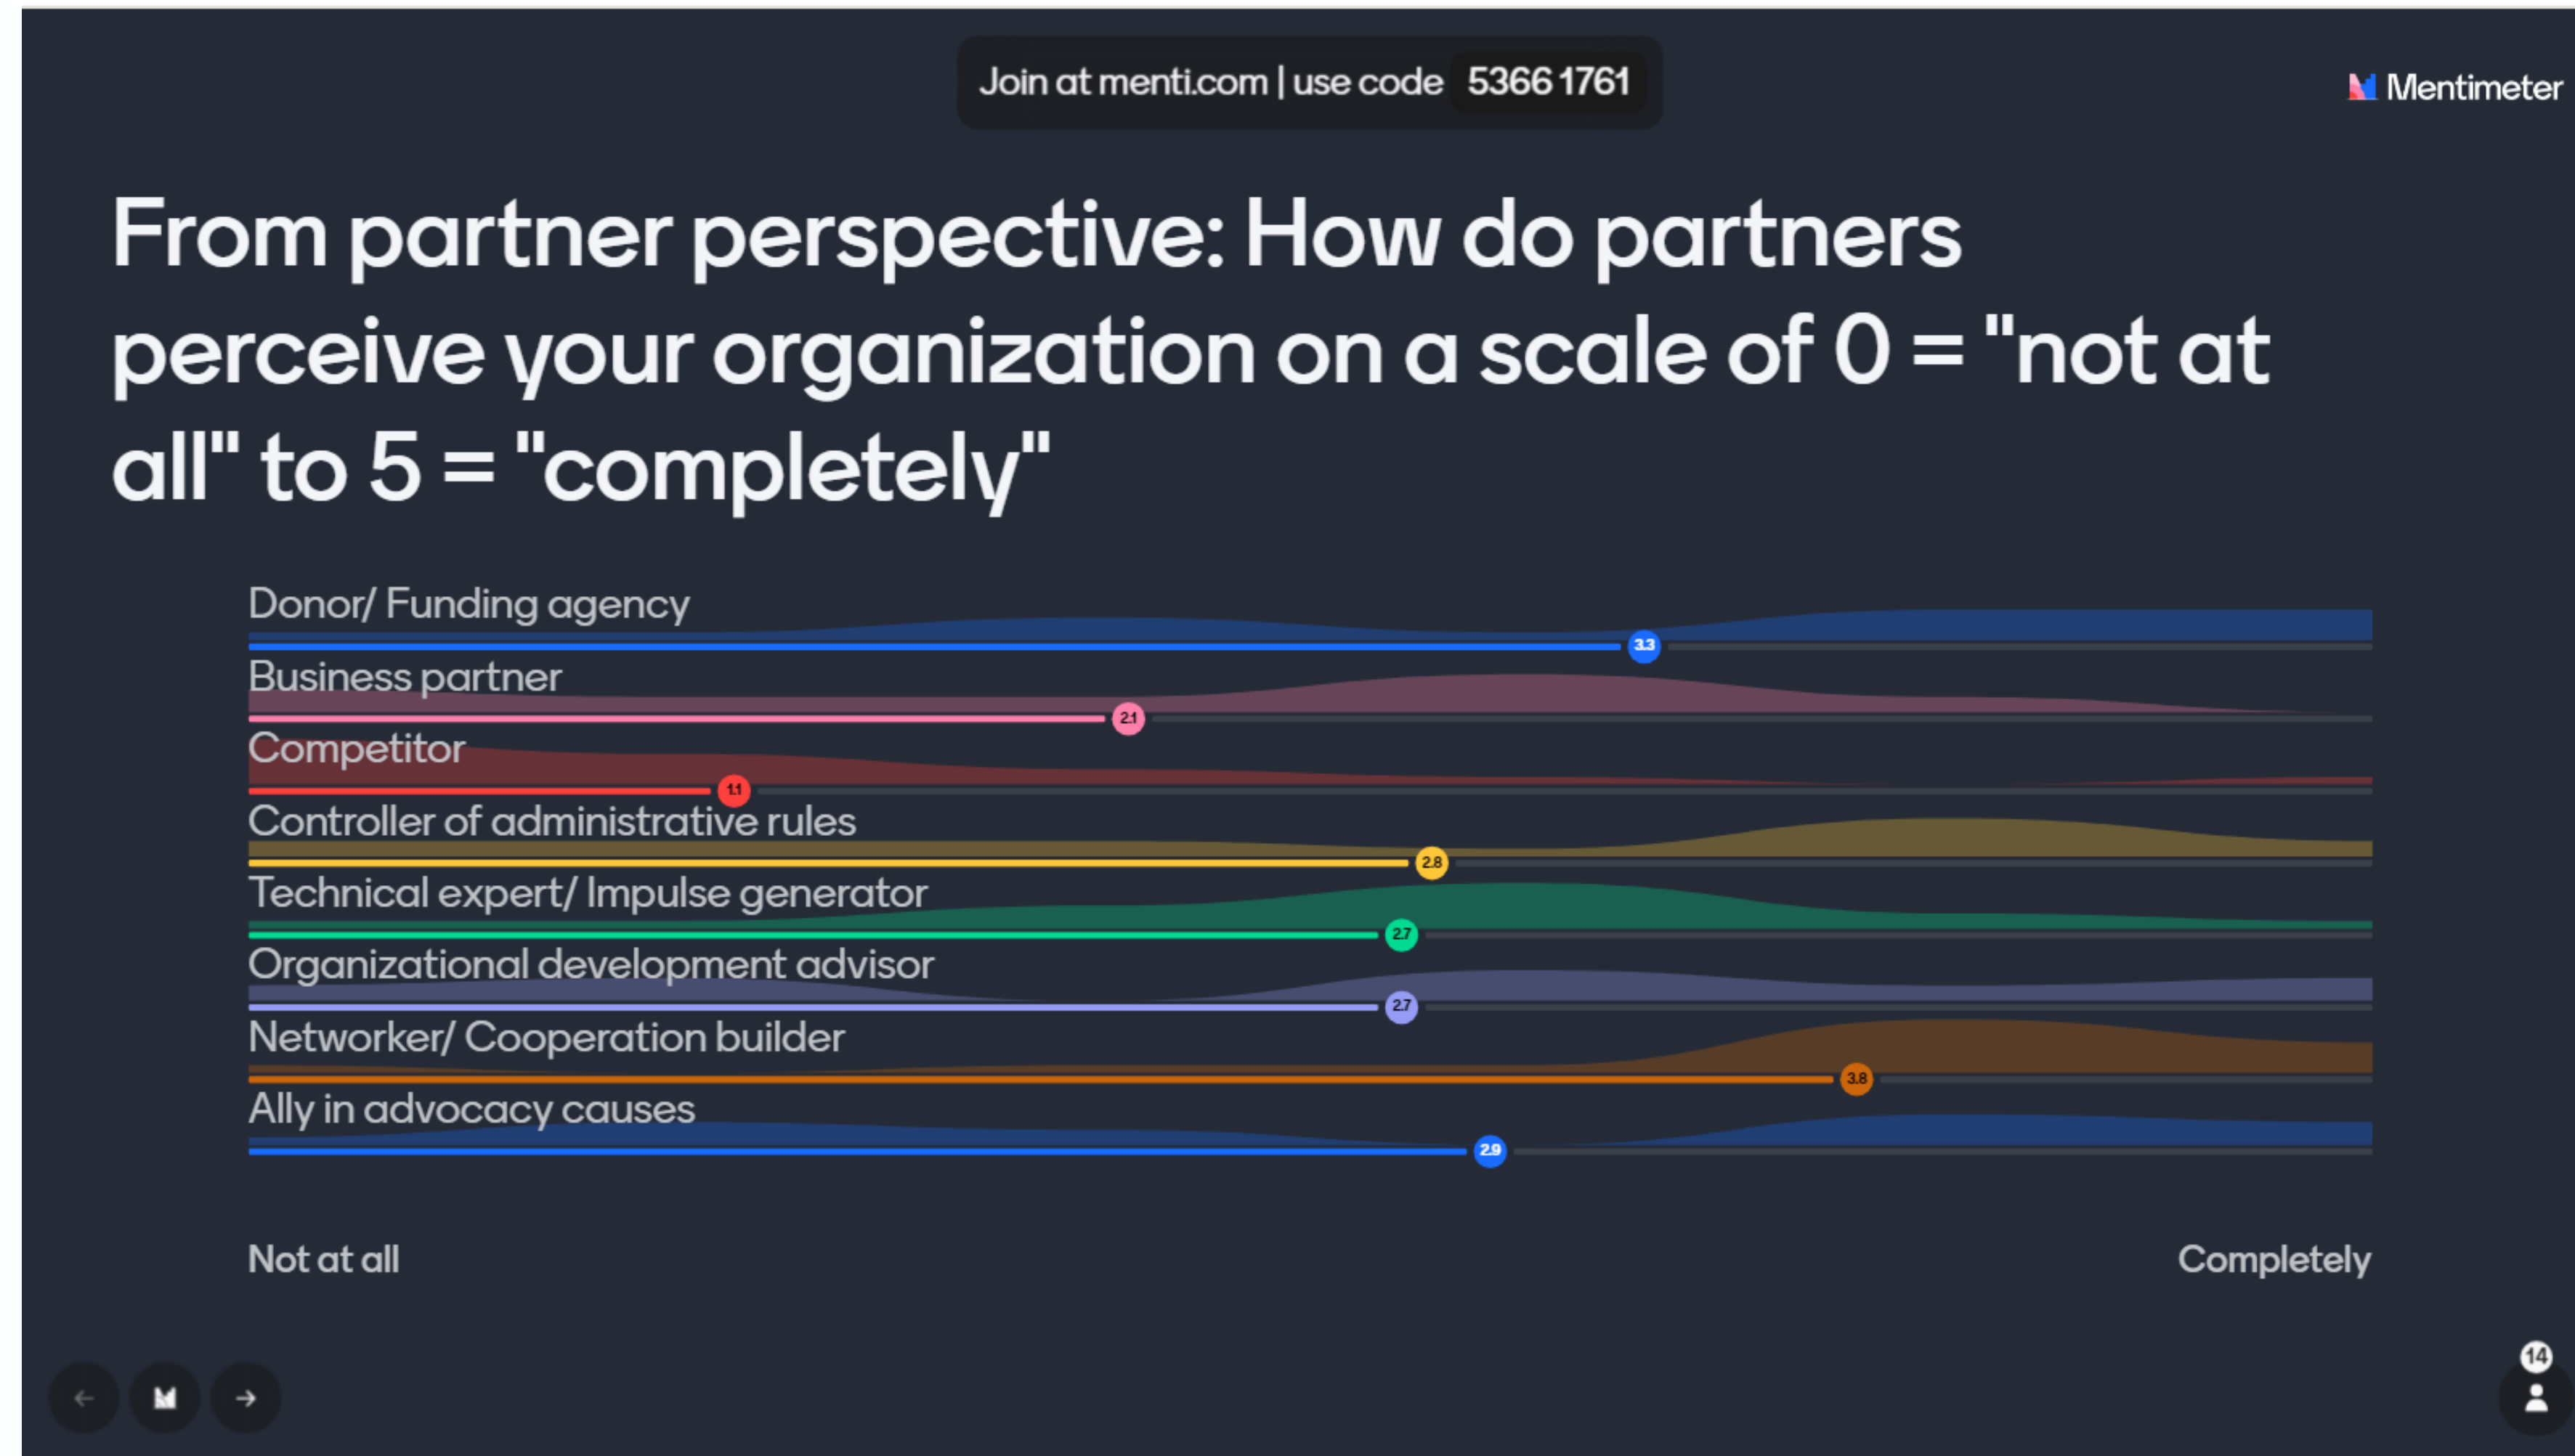 Join at menti.com | use code 5366 1761
Mentimeter
From partner perspective: How do partners
perceive your organization on a scale of 0 = "not at
all" to 5 = "completely"
Donor/ Funding agency
3.3
Business partner
2.1
Competitor
1.1
Controller of administrative rules
2.8
Technical expert/ Impulse generator
2.7
Organizational development advisor
2.7
Networker/ Cooperation builder
3.8
Ally in advocacy causes
2.9
Not at all
Completely
14